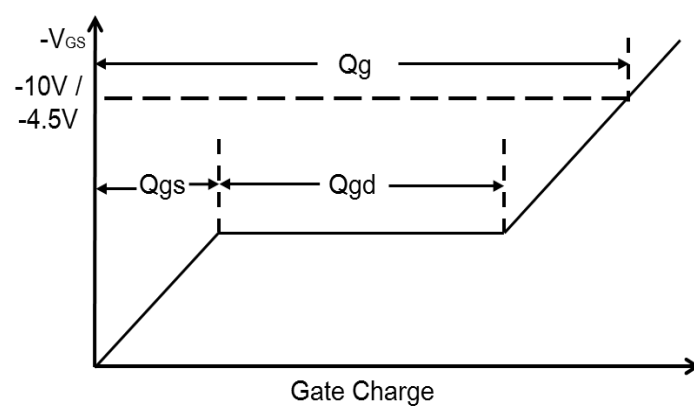 -VGS
Qg
-10V /
-4.5V
Qgs
Qgd
Gate Charge